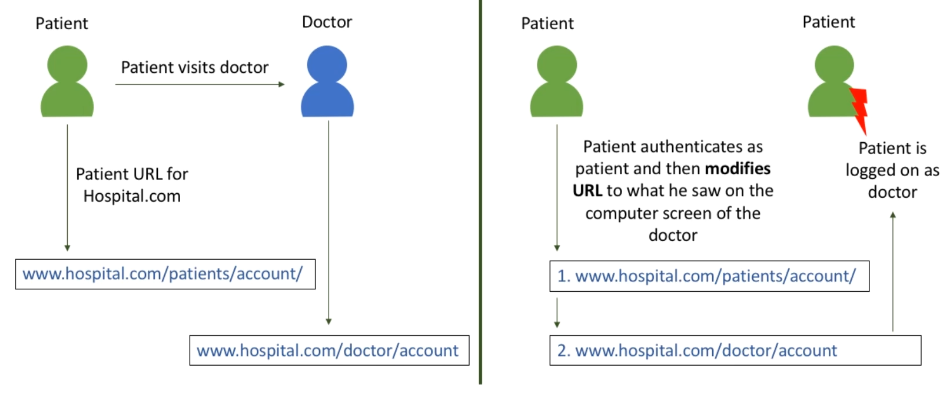 Patient
Doctor
Patient visits doctor
Patient URL for
Hospital.com
www.hospital.com/patients/account/
www.hospital.com/doctor/account
Patient
Patient
Patient authenticates as
patient and then modifies
URL to what he saw on the
computer screen of the
doctor
Patient is
logged on as
doctor
1. www.hospital.com/patients/account/
2. www.hospital.com/doctor/account